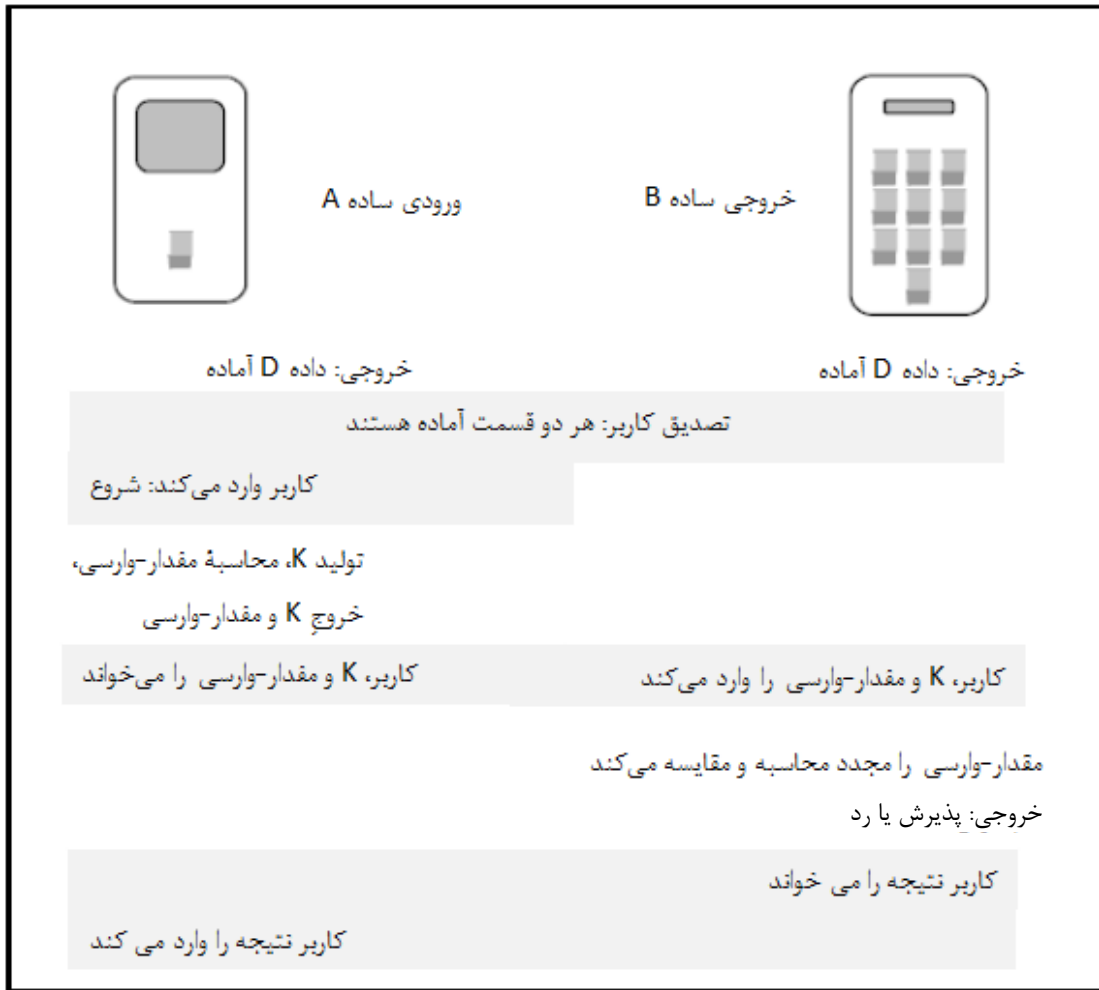 ورودی ساده A
خروجی ساده B
خروجی: داده D آماده
خروجی: داده D آماده
تصدیق کاربر: هر دو قسمت آماده هستند
کاربر وارد می‌کند: شروع
تولید K، محاسبهٔ مقدار-وارسی،
خروجِ K و مقدار-وارسی
کاربر، K و مقدار-وارسی را می‌خواند
کاربر، K و مقدار-وارسی را وارد می‌کند
مقدار-وارسی را مجدد محاسبه و مقایسه می‌کند
خروجی: پذیرش یا رد
کاربر نتیجه را می خواند
کاربر نتیجه را وارد می کند